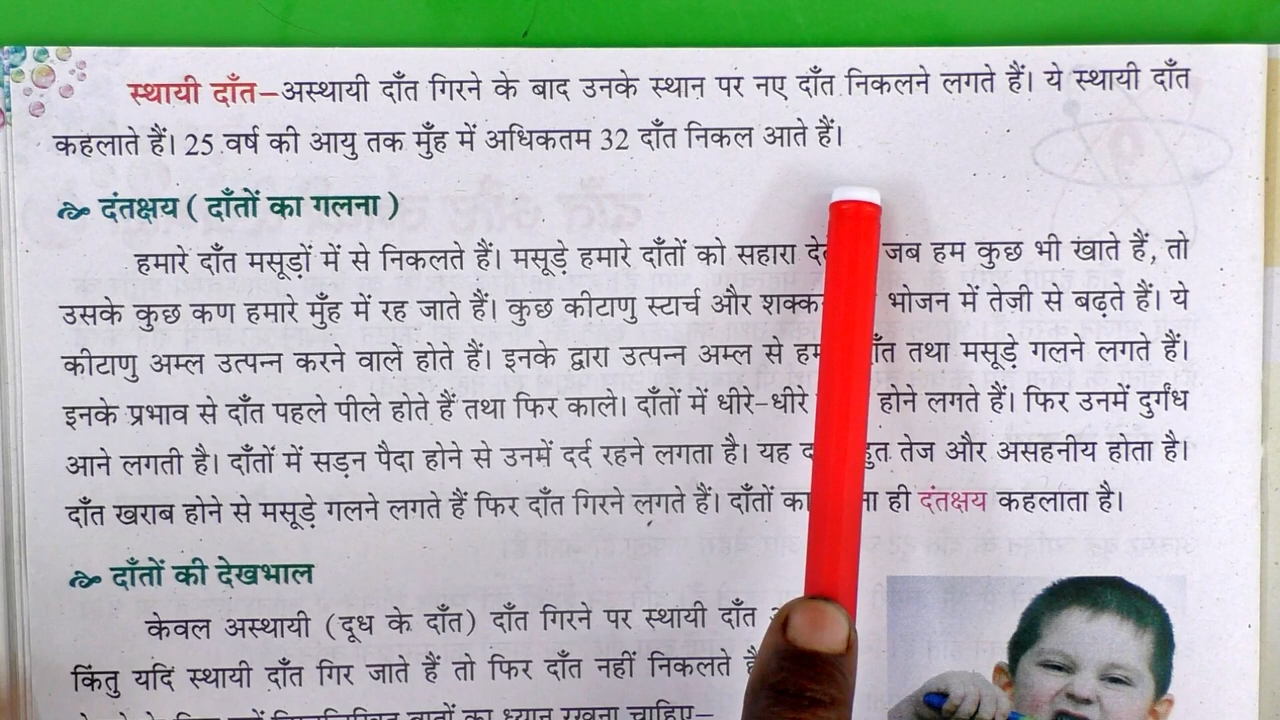 स्थायी दाँत–अस्थायी दाँत गिरने के बाद उनके स्थान पर नए दाँत निकलने लगते हैं। ये स्थायी दाँत
कहलाते हैं। 25 वर्ष की आयु तक मुँह में अधिकतम 32 दाँत निकल आते हैं।
दंतक्षय ( दाँतों का गलना )
हमारे दाँत मसूड़ों में से निकलते हैं। मसूडे हमारे दाँतों को सहारा जब हम कुछ भी खाते हैं, तो
उसके कुछ कण हमारे मुँह में रह जाते हैं। कुछ कीटाणु स्टार्च और भोजन में तेजी से बढ़ते हैं। ये
कीटाणु अम्ल उत्पन्न करने वाले होते हैं। इनके द्वारा उत्पन्न अम्ल से तथा मसूड़े गलने लगते हैं।
इनके प्रभाव से दाँत पहले पीले होते हैं तथा फिर काले। दाँतों में धीरे-धीरे होने लगते हैं। फिर उनमें दुर्गंध
आने लगती है। दाँतों में सड़न पैदा होने से उनमें दर्द रहने लगता है। यह तेज और असहनीय होता है।
दाँत खराब होने से मसूड़े गलने लगते हैं फिर दाँत गिरने लगते हैं। दाँतों का ही दंतक्षय कहलाता है।
दाँतों की देखभाल
केवल अस्थायी (दूध के दाँत) दाँत गिरने पर स्थायी दाँत
किंतु यदि स्थायी दाँत गिर जाते हैं तो फिर दाँत नहीं निकलते
बातों का ध्यान रखना चाहिए–